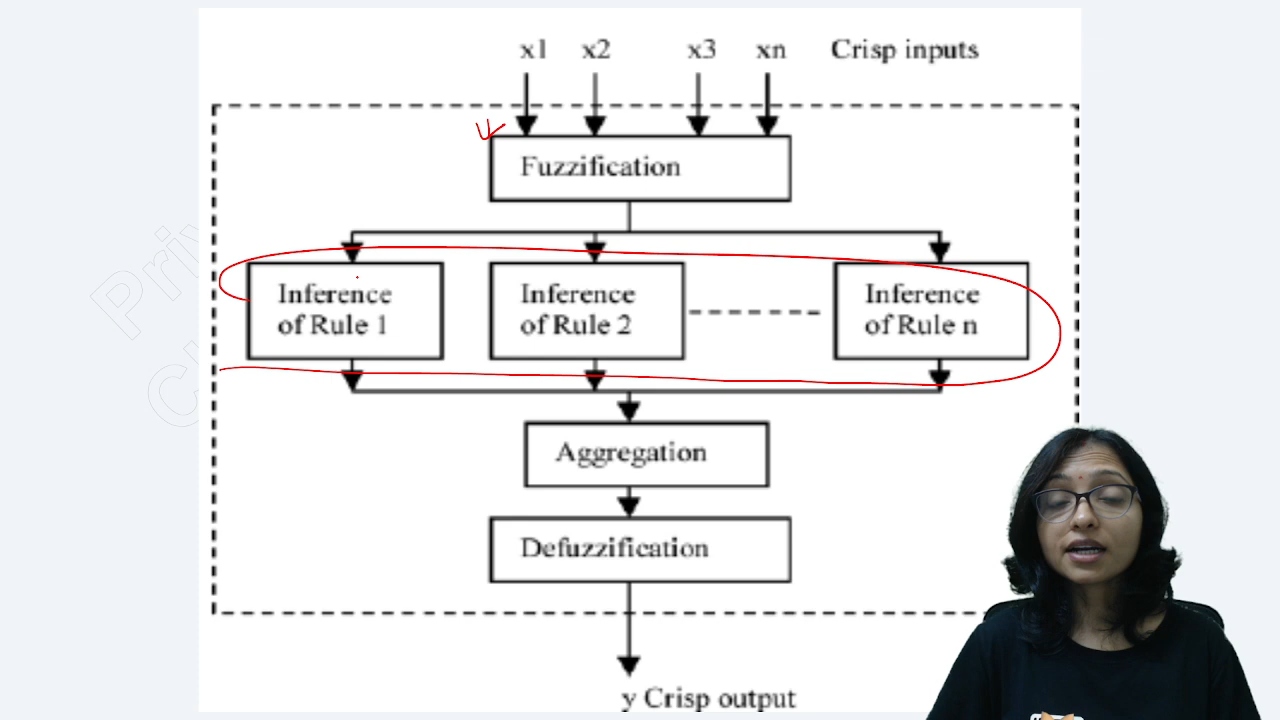 x1 x2 x3 xn Crisp inputs
Fuzzification
Inference
of Rule 1
Inference
of Rule 2
Inference
of Rule n
Aggregation
Defuzzification
y Crisp output